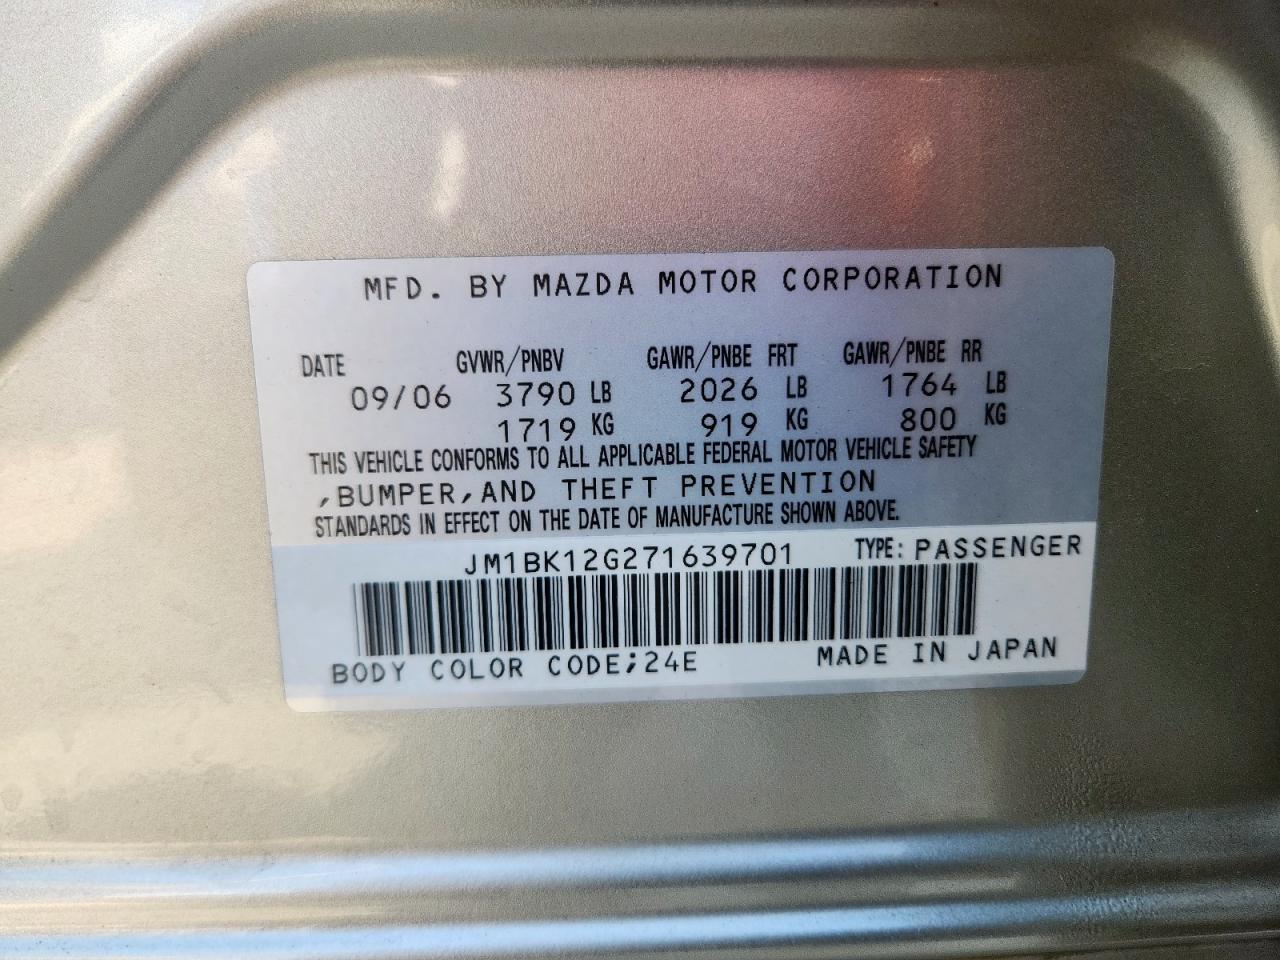 MFD. BY MAZDA MOTOR CORPORATION
DATE GVWR/PNBV GAWR/PNBE FRT GAWR/PNBE RR
09/06 3790 LB 2026 LB 1764 LB
1719 KG 919 KG 800 KG
THIS VEHICLE CONFORMS TO ALL APPLICABLE FEDERAL MOTOR VEHICLE SAFETY
,BUMPER,AND THEFT PREVENTION
STANDARDS IN EFFECT ON THE DATE OF MANUFACTURE SHOWN ABOVE.
JM1BK12G271639701 TYPE: PASSENGER
BODY COLOR CODE;24E MADE IN JAPAN